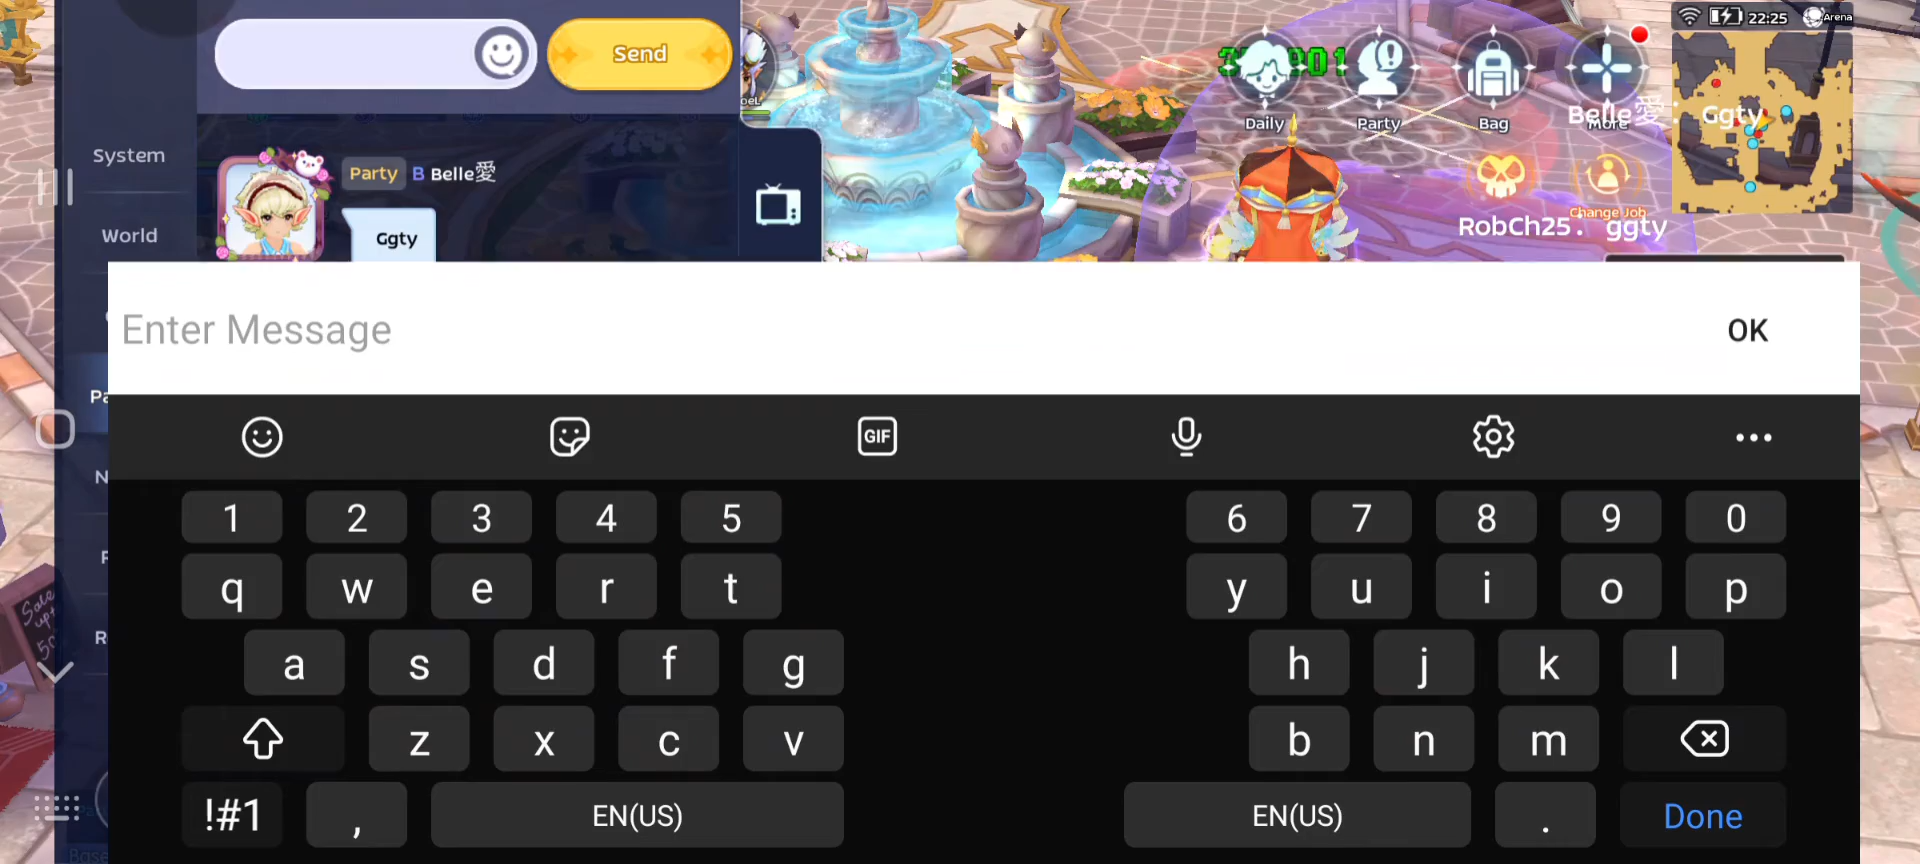 Send
22:25
Arena
Daily
Party
Bag
More
Belle愛: Ggty
System
World
Party B Belle愛
Ggty
Change Job
RobCh25: ggty
Enter Message
OK
GIF
1 2 3 4 5 6 7 8 9 0
q w e r t y u i o p
a s d f g h j k l
z x c v b n m
!#1 , EN(US) EN(US) . Done
Sale
Base